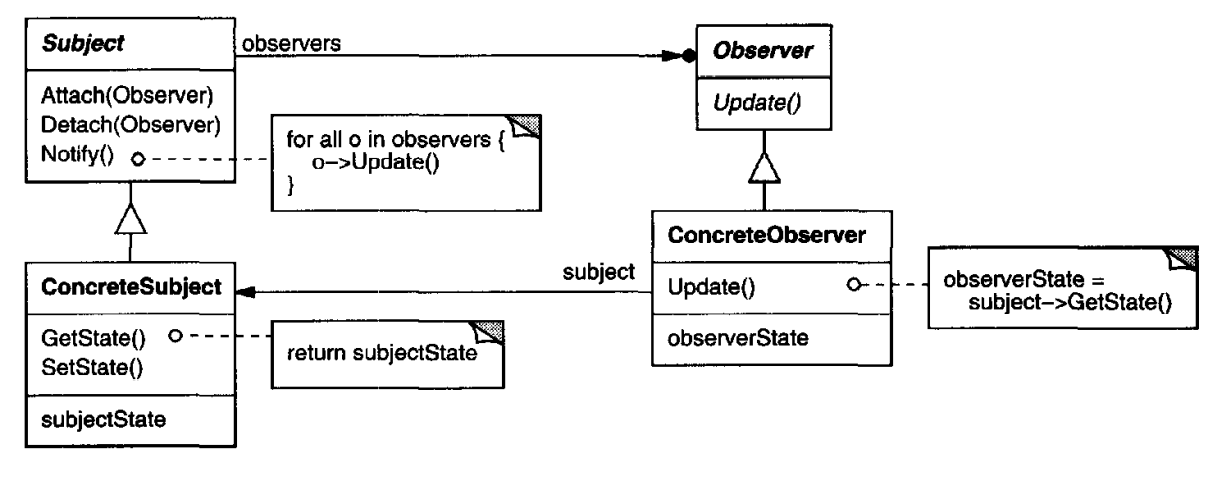 Subject
observers
Observer
Attach(Observer)
Detach(Observer)
Notify()
for all o in observers {
o–>Update()
}
Update()
ConcreteSubject
GetState()
SetState()
subjectState
return subjectState
subject
ConcreteObserver
Update()
observerState
observerState =
subject–>GetState()